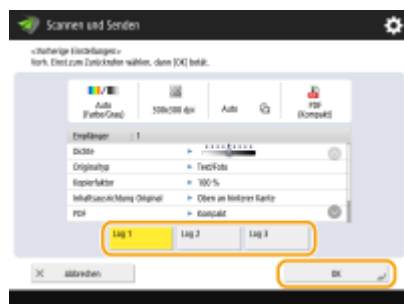 Scannen und Senden
<Vorherige Einstellungen>
Vorh. Einst.zum Zurückrufen wählen, dann [OK] betät.
Auto
(Farbe/Grau)
300x300 dpi
Auto
PDF
(Kompakt)
Empfänger : 1
Dichte
Originaltyp ▶ Text/Foto
Kopierfaktor ▶ 100 %
Inhaltsausrichtung Original ▶ Oben an hinterer Kante
PDF ▶ Kompakt
Log 1
Log 2
Log 3
Abbrechen
OK